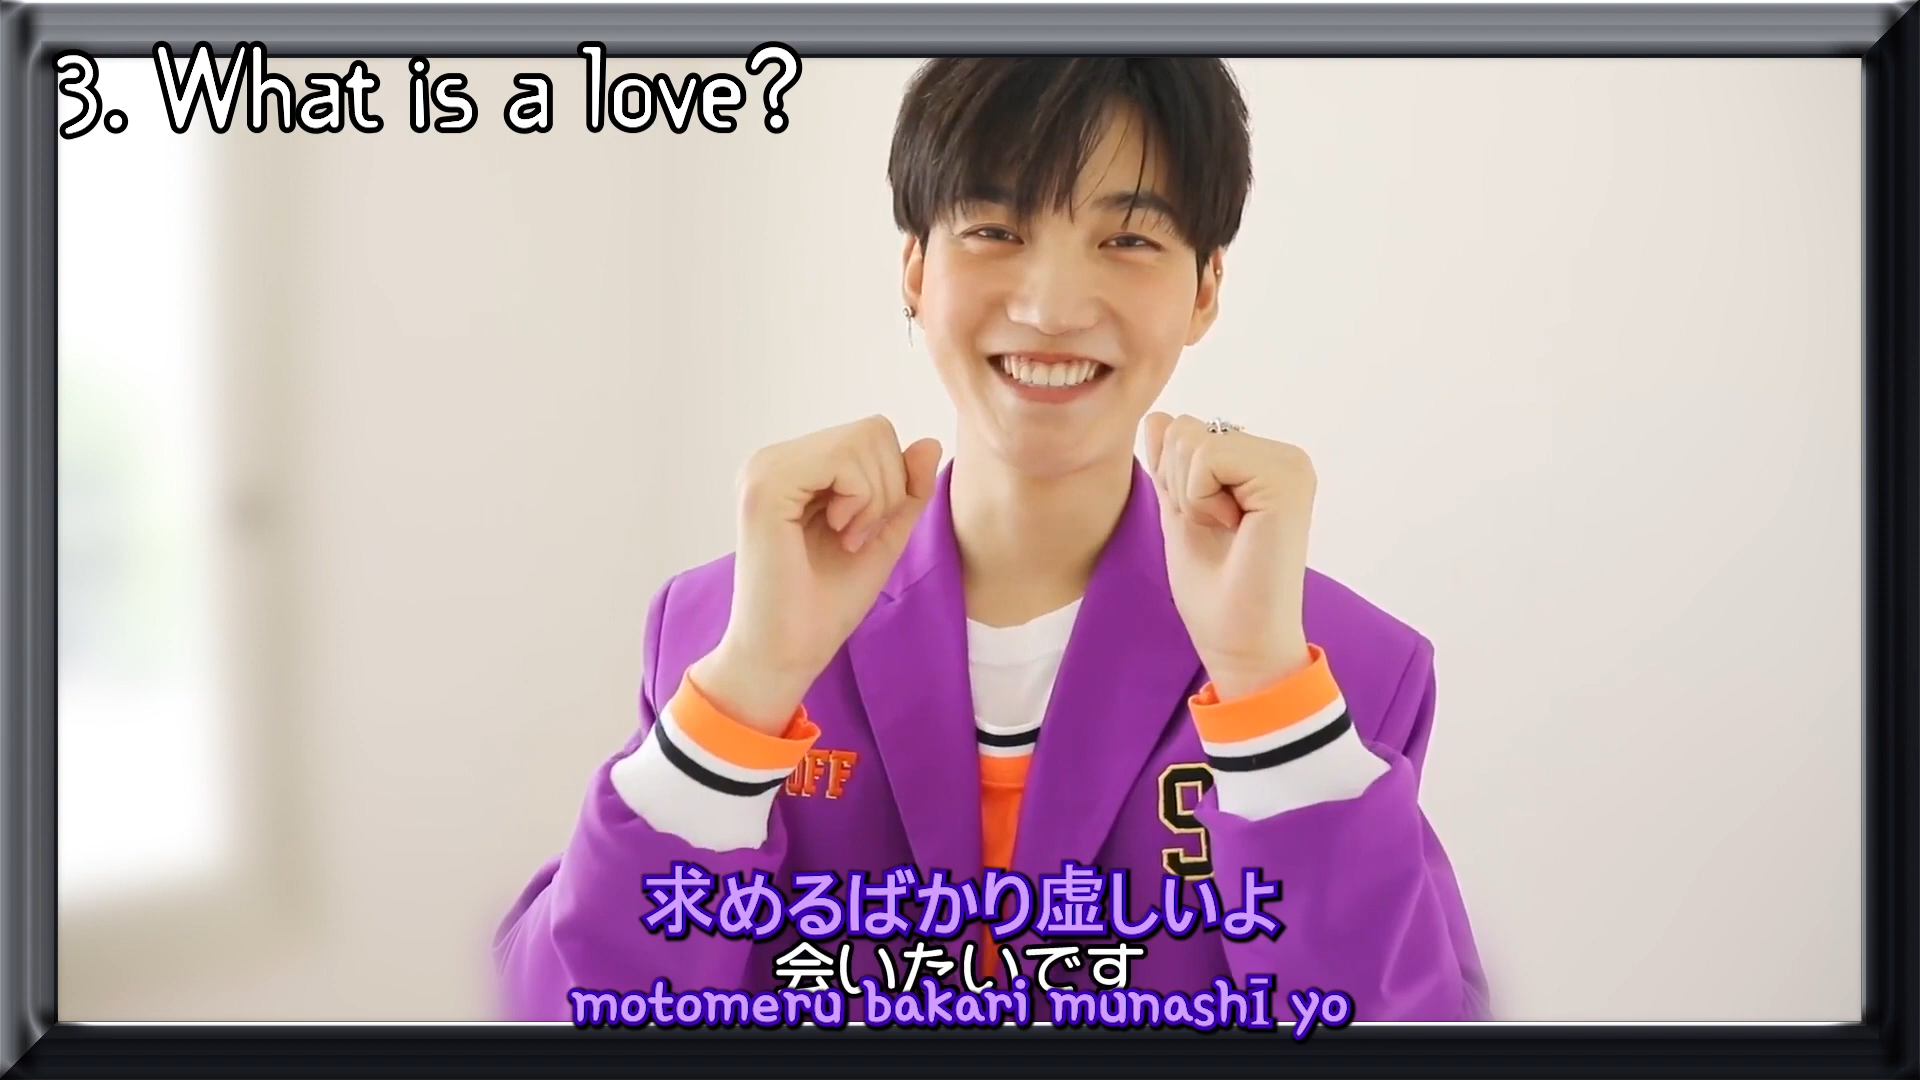 3. What is a love?
OFF
S
求めるばかり虚しいよ
会いたいです
motomeru bakari munashī yo